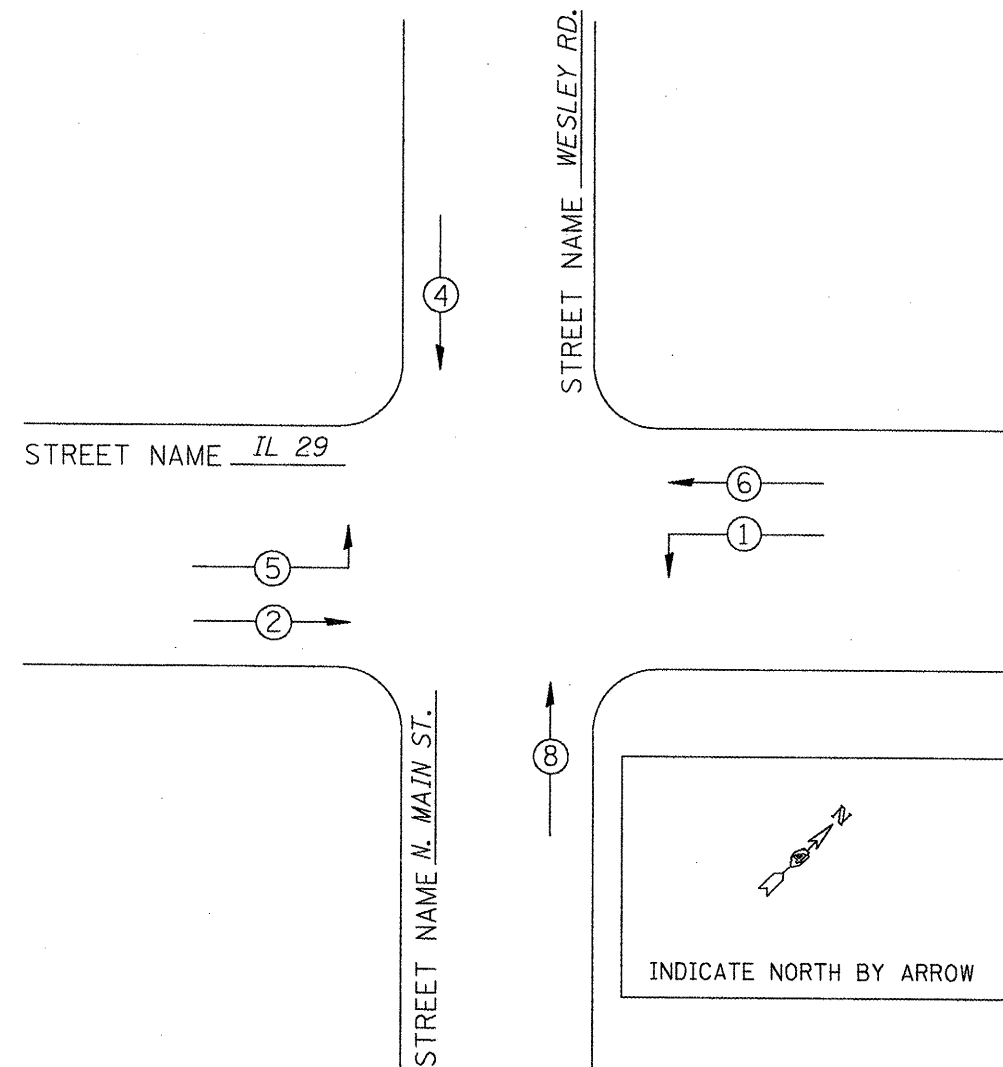 STREET NAME WESLEY RD.
4
STREET NAME IL 29
6
1
5
2
STREET NAME N. MAIN ST.
8
N
INDICATE NORTH BY ARROW